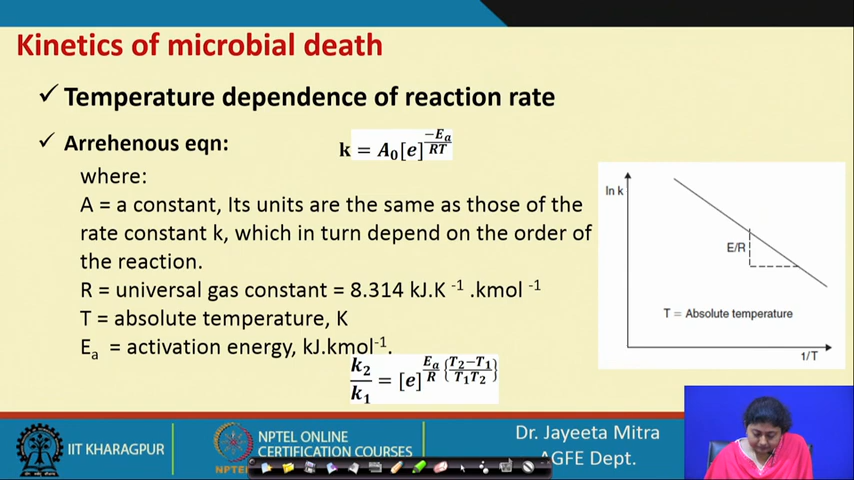 Kinetics of microbial death
✓ Temperature dependence of reaction rate
✓ Arrehenous eqn:
k = A₀[e]^(−Eₐ/RT)
where:
A = a constant, Its units are the same as those of the
rate constant k, which in turn depend on the order of
the reaction.
R = universal gas constant = 8.314 kJ.K ⁻¹ .kmol ⁻¹
T = absolute temperature, K
Eₐ = activation energy, kJ.kmol⁻¹.
k₂/k₁ = [e]^(Eₐ/R {T₂−T₁/T₁T₂})
ln k
E/R
T = Absolute temperature
1/T
IIT KHARAGPUR
NPTEL
NPTEL ONLINE
CERTIFICATION COURSES
Dr. Jayeeta Mitra
AGFE Dept.